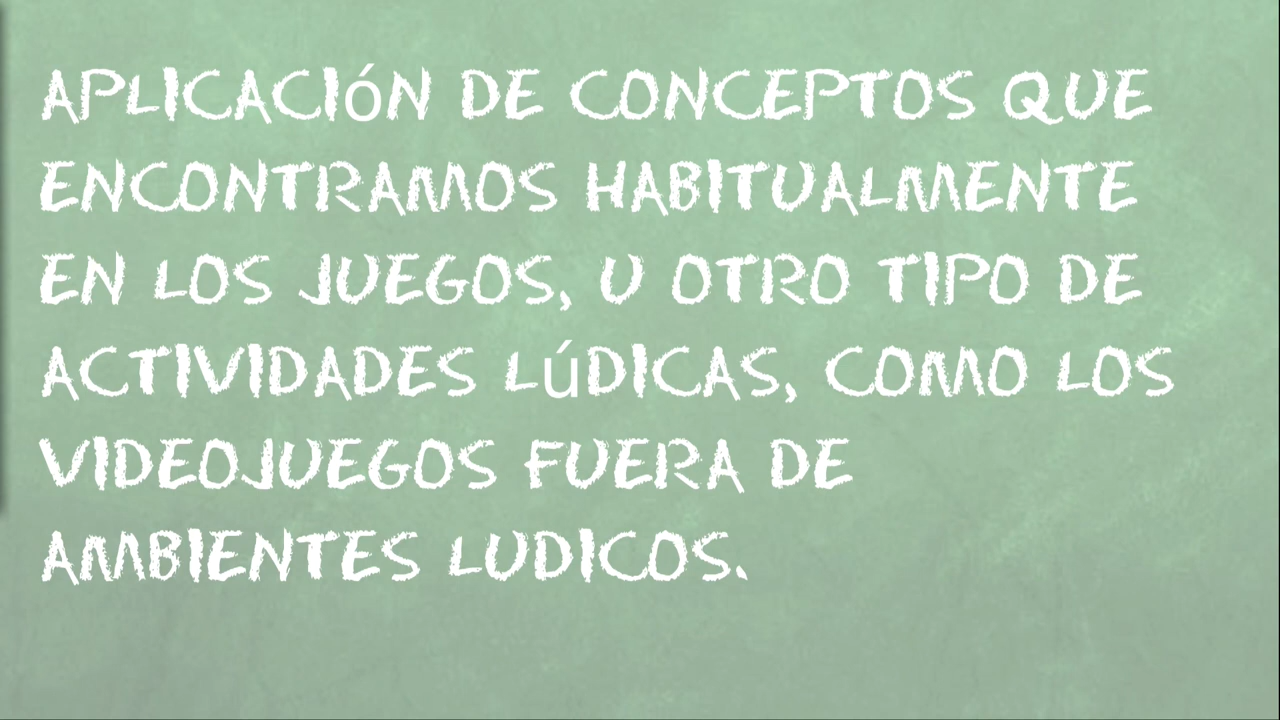 APLICACIÓN DE CONCEPTOS QUE
ENCONTRAMOS HABITUALMENTE
EN LOS JUEGOS, U OTRO TIPO DE
ACTIVIDADES LÚDICAS, COMO LOS
VIDEOJUEGOS FUERA DE
AMBIENTES LUDICOS.